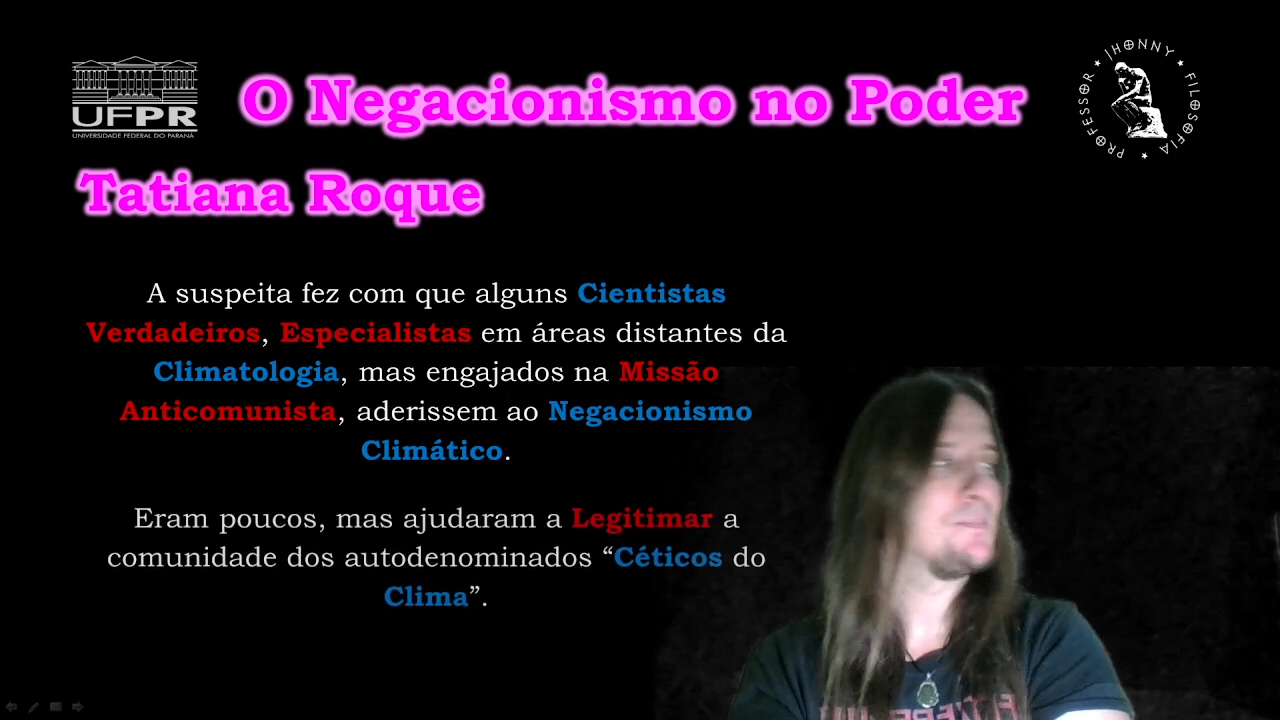 O Negacionismo no Poder
UFPR
UNIVERSIDADE FEDERAL DO PARANÁ
PROFESSOR ★ JHONNY ★ FILOSOFIA ★
Tatiana Roque
A suspeita fez com que alguns Cientistas
Verdadeiros, Especialistas em áreas distantes da
Climatologia, mas engajados na Missão
Anticomunista, aderissem ao Negacionismo
Climático.
Eram poucos, mas ajudaram a Legitimar a
comunidade dos autodenominados “Céticos do
Clima”.